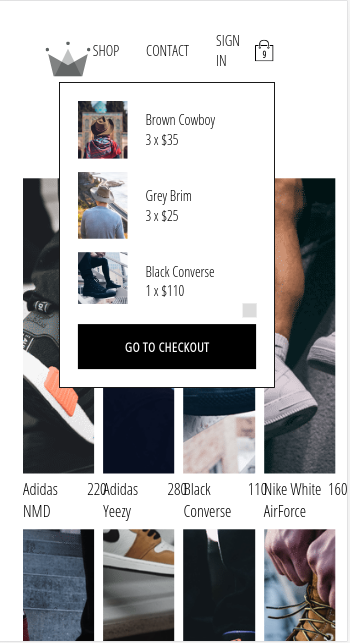 SHOP CONTACT SIGN IN
9
Brown Cowboy
3 x $35
Grey Brim
3 x $25
Black Converse
1 x $110
GO TO CHECKOUT
Adidas NMD 220
Adidas Yeezy 280
Black Converse 110
Nike White AirForce 160